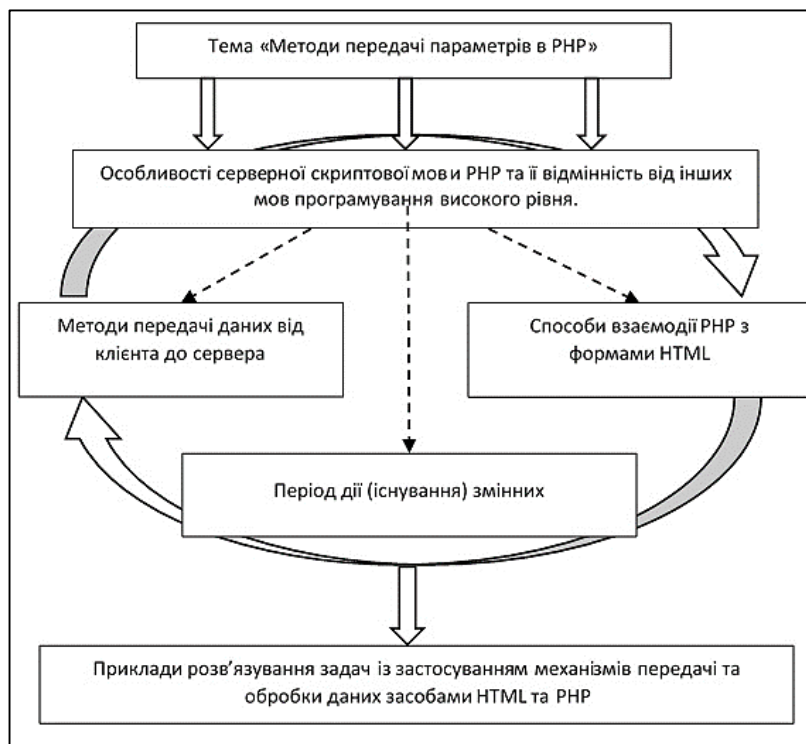 Тема «Методи передачі параметрів в PHP»
Особливості серверної скриптової мови PHP та її відмінність від інших
мов програмування високого рівня.
Методи передачі даних від
клієнта до сервера
Способи взаємодії PHP з
формами HTML
Період дії (існування) змінних
Приклади розв’язування задач із застосуванням механізмів передачі та
обробки даних засобами HTML та PHP